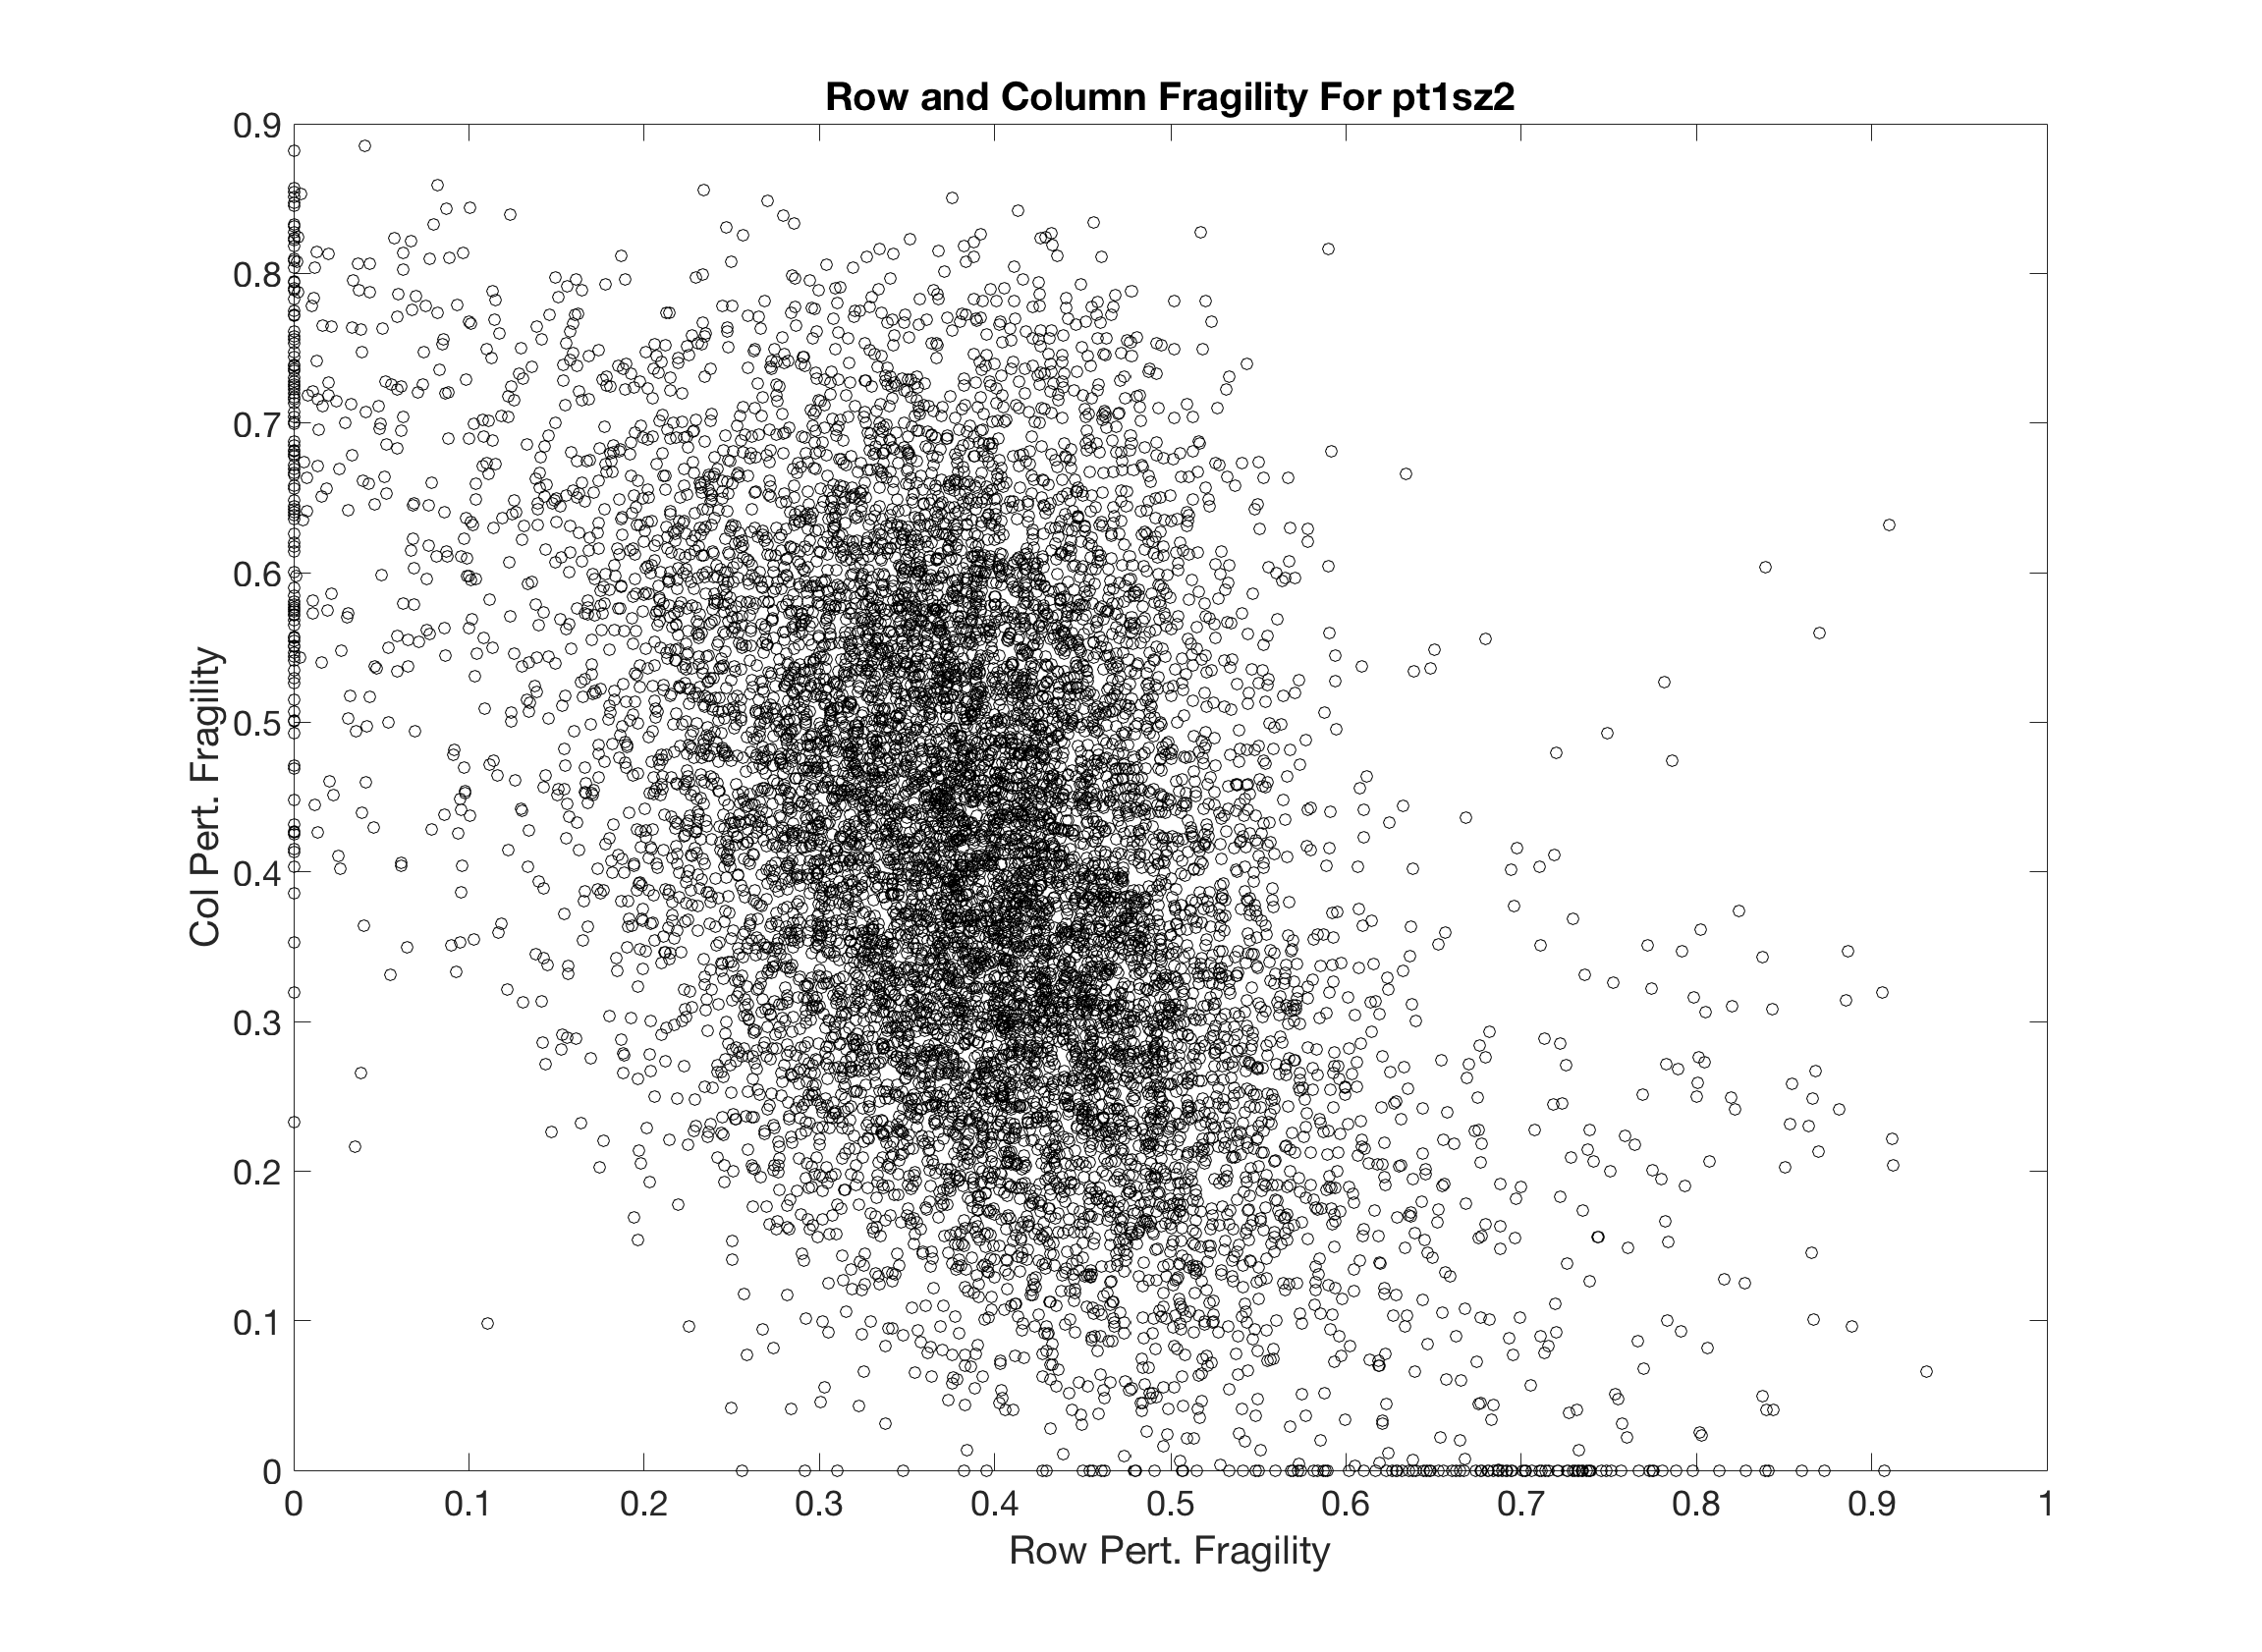 Row and Column Fragility For pt1sz2
0.9
0.8
0.7
0.6
0.5
0.4
0.3
0.2
0.1
0
Col Pert. Fragility
0 0.1 0.2 0.3 0.4 0.5 0.6 0.7 0.8 0.9 1
Row Pert. Fragility